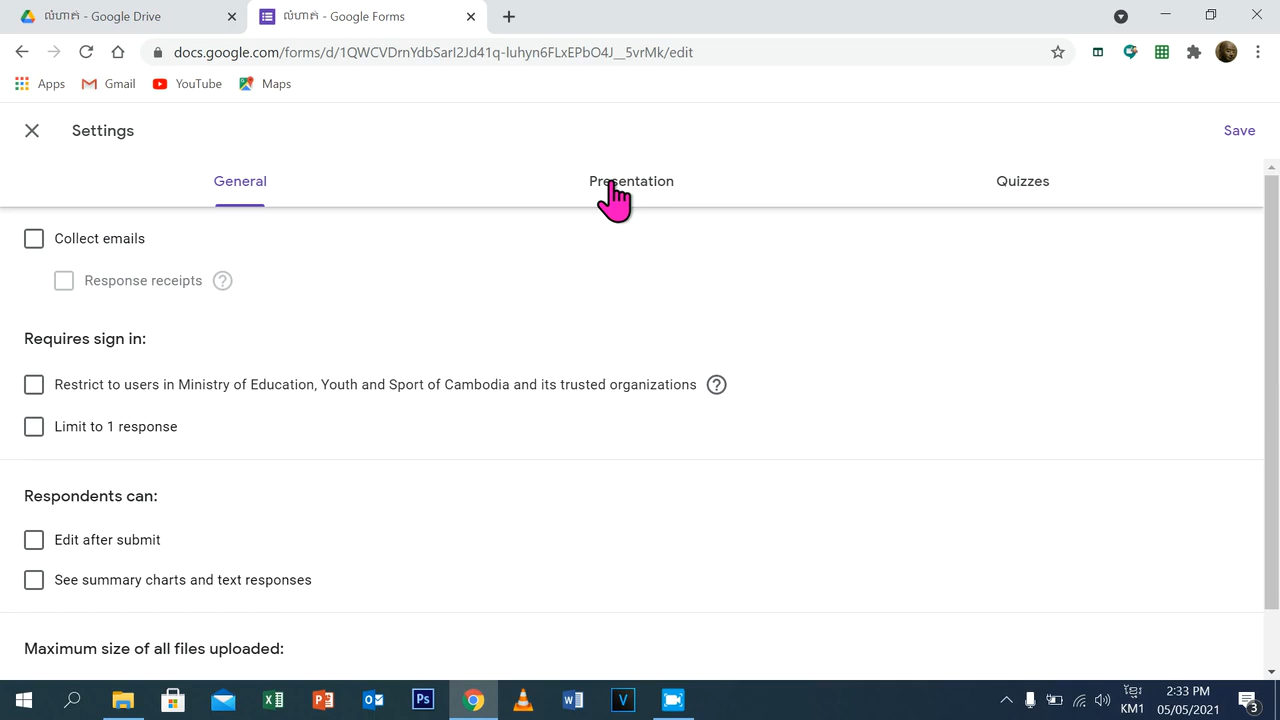 លំហាត់ - Google Drive
លំហាត់ - Google Forms
docs.google.com/forms/d/1QWCVDrnYdbSarI2Jd41q-Iuhyn6FLxEPbO4J__5vrMk/edit
Apps
Gmail
YouTube
Maps
Settings
Save
General
Presentation
Quizzes
Collect emails
Response receipts
Requires sign in:
Restrict to users in Ministry of Education, Youth and Sport of Cambodia and its trusted organizations
Limit to 1 response
Respondents can:
Edit after submit
See summary charts and text responses
Maximum size of all files uploaded:
ខ្មែរ 2:33 PM
KM1 05/05/2021
3